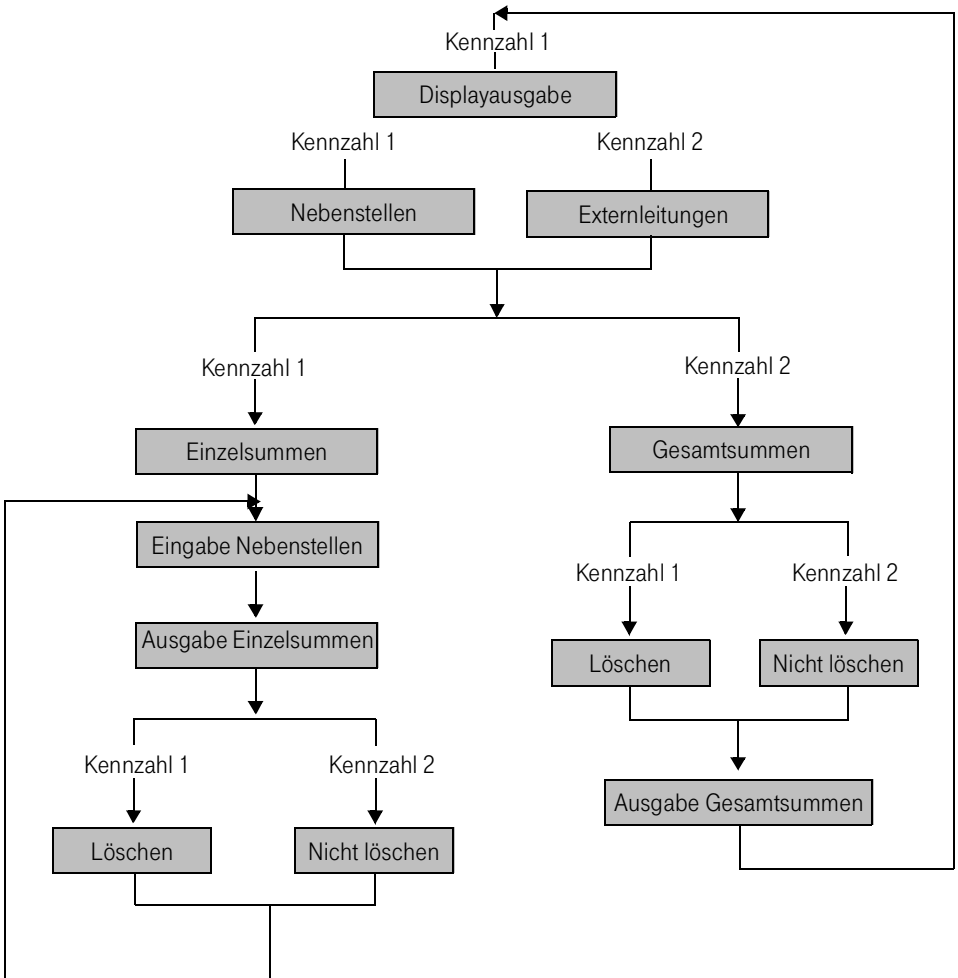 Kennzahl 1
Displayausgabe
Kennzahl 1
Kennzahl 2
Nebenstellen
Externleitungen
Kennzahl 1
Kennzahl 2
Einzelsummen
Gesamtsummen
Eingabe Nebenstellen
Kennzahl 1
Kennzahl 2
Ausgabe Einzelsummen
Löschen
Nicht löschen
Kennzahl 1
Kennzahl 2
Ausgabe Gesamtsummen
Löschen
Nicht löschen